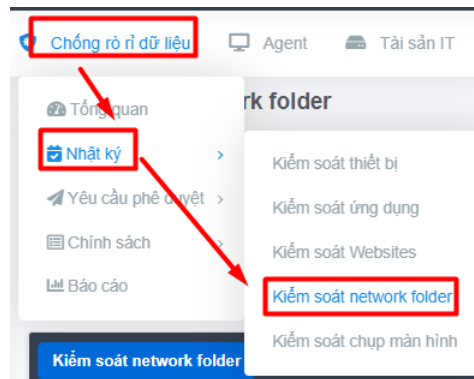 Chống rò rỉ dữ liệu
Agent
Tài sản IT
Tổng quan
rk folder
Nhật ký
Yêu cầu phê duyệt
Chính sách
Báo cáo
Kiểm soát thiết bị
Kiểm soát ứng dụng
Kiểm soát Websites
Kiểm soát network folder
Kiểm soát chụp màn hình
Kiểm soát network folder